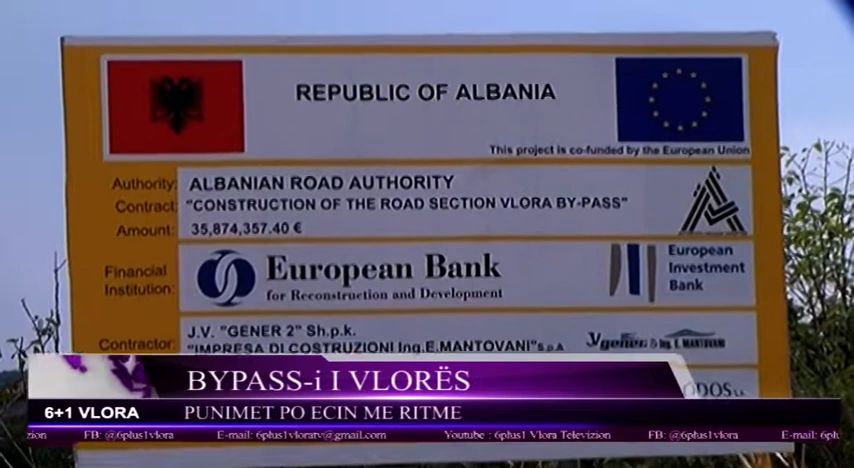 REPUBLIC OF ALBANIA
This project is co-funded by the European Union
Authority: ALBANIAN ROAD AUTHORITY
Contract: "CONSTRUCTION OF THE ROAD SECTION VLORA BY-PASS"
Amount: 35,874,357.40 €
Financial Institution:
European Bank
for Reconstruction and Development
European
Investment
Bank
Contractor: J.V. "GENER 2" Sh.p.k.
"IMPRESA DI COSTRUZIONI Ing.E.MANTOVANI"S.p.A
& Ing. E. MANTOVANI
BYPASS-i I VLORËS
6+1 VLORA
PUNIMET PO ECIN ME RITME
FB: @6plus1vlora E-mail: 6plus1vloratv@gmail.com Youtube : 6plus1 Vlora Televizion FB: @6plus1vlora